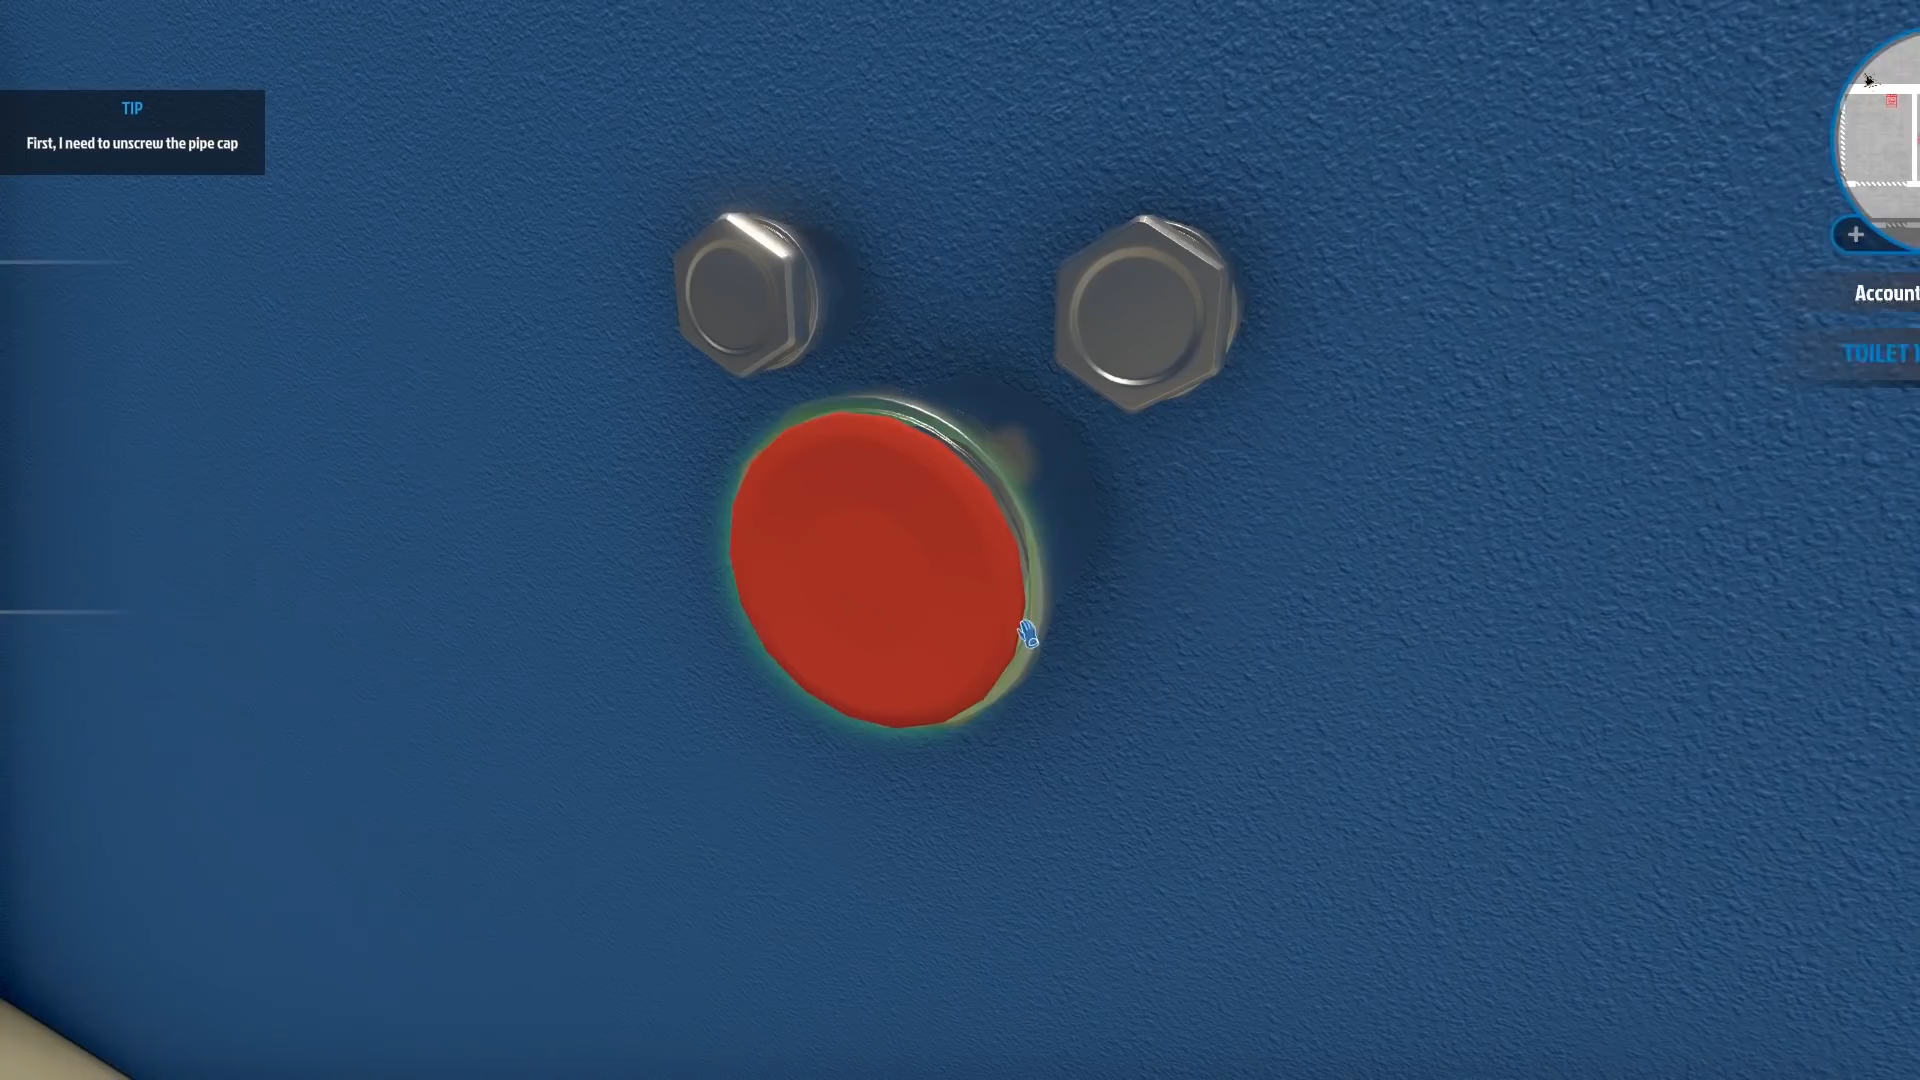 TIP
First, I need to unscrew the pipe cap
Account
TOILET